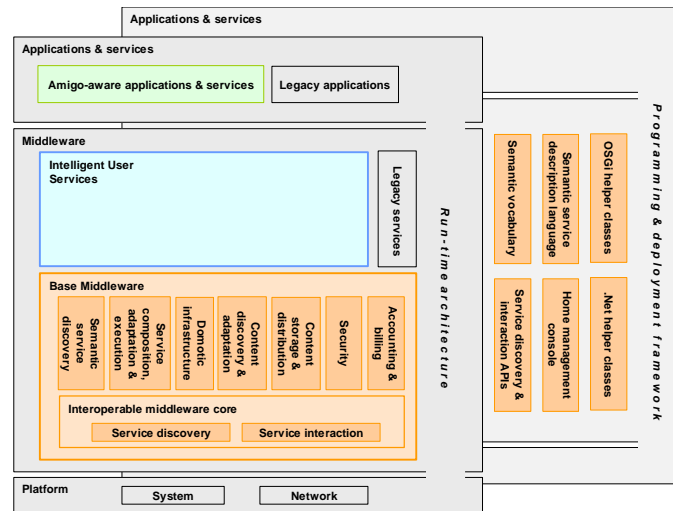 Applications & services
Applications & services
Amigo-aware applications & services
Legacy applications
Middleware
Intelligent User
Services
Legacy services
Run-time architecture
Base Middleware
Semantic
service
discovery
Service
composition,
adaptation &
execution
Domotic
infrastructure
Content
discovery &
adaptation
Content
storage &
distribution
Security
Accounting &
billing
Interoperable middleware core
Service discovery
Service interaction
Platform
System
Network
Semantic vocabulary
Semantic service
description language
OSGi helper classes
Service discovery &
interaction APIs
Home management
console
.Net helper classes
Programming & deployment framework